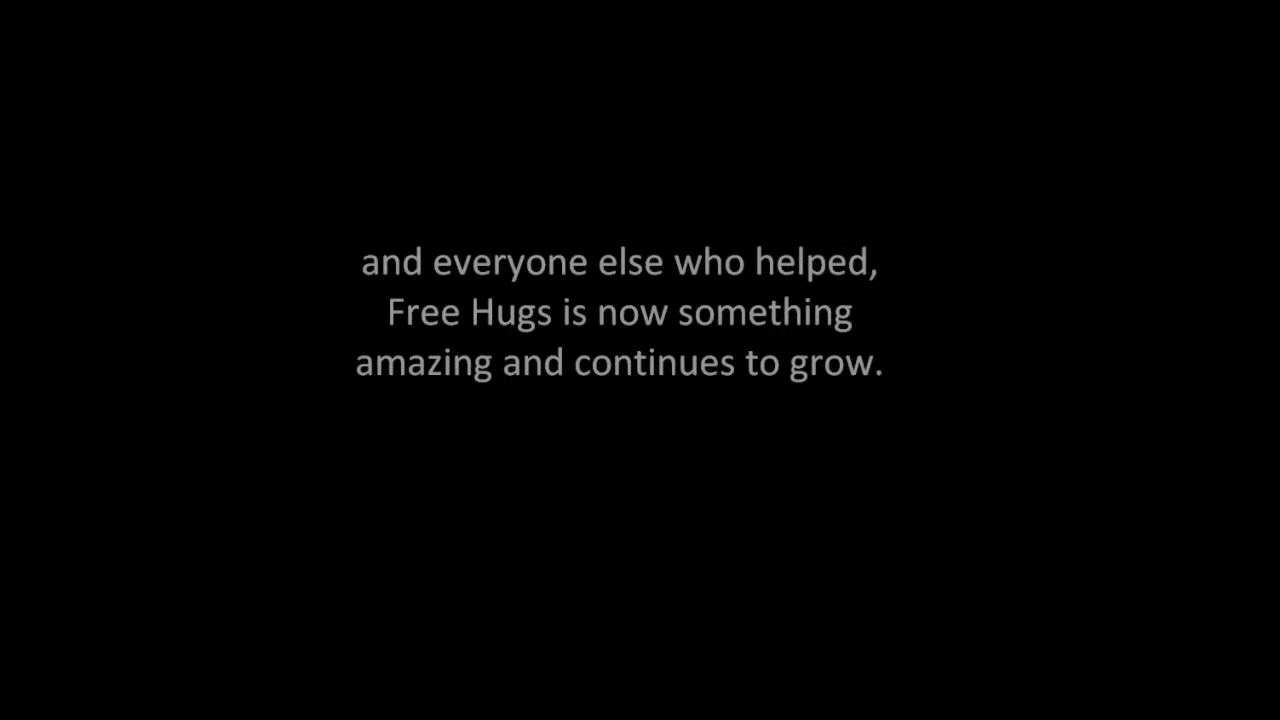 and everyone else who helped,
Free Hugs is now something
amazing and continues to grow.